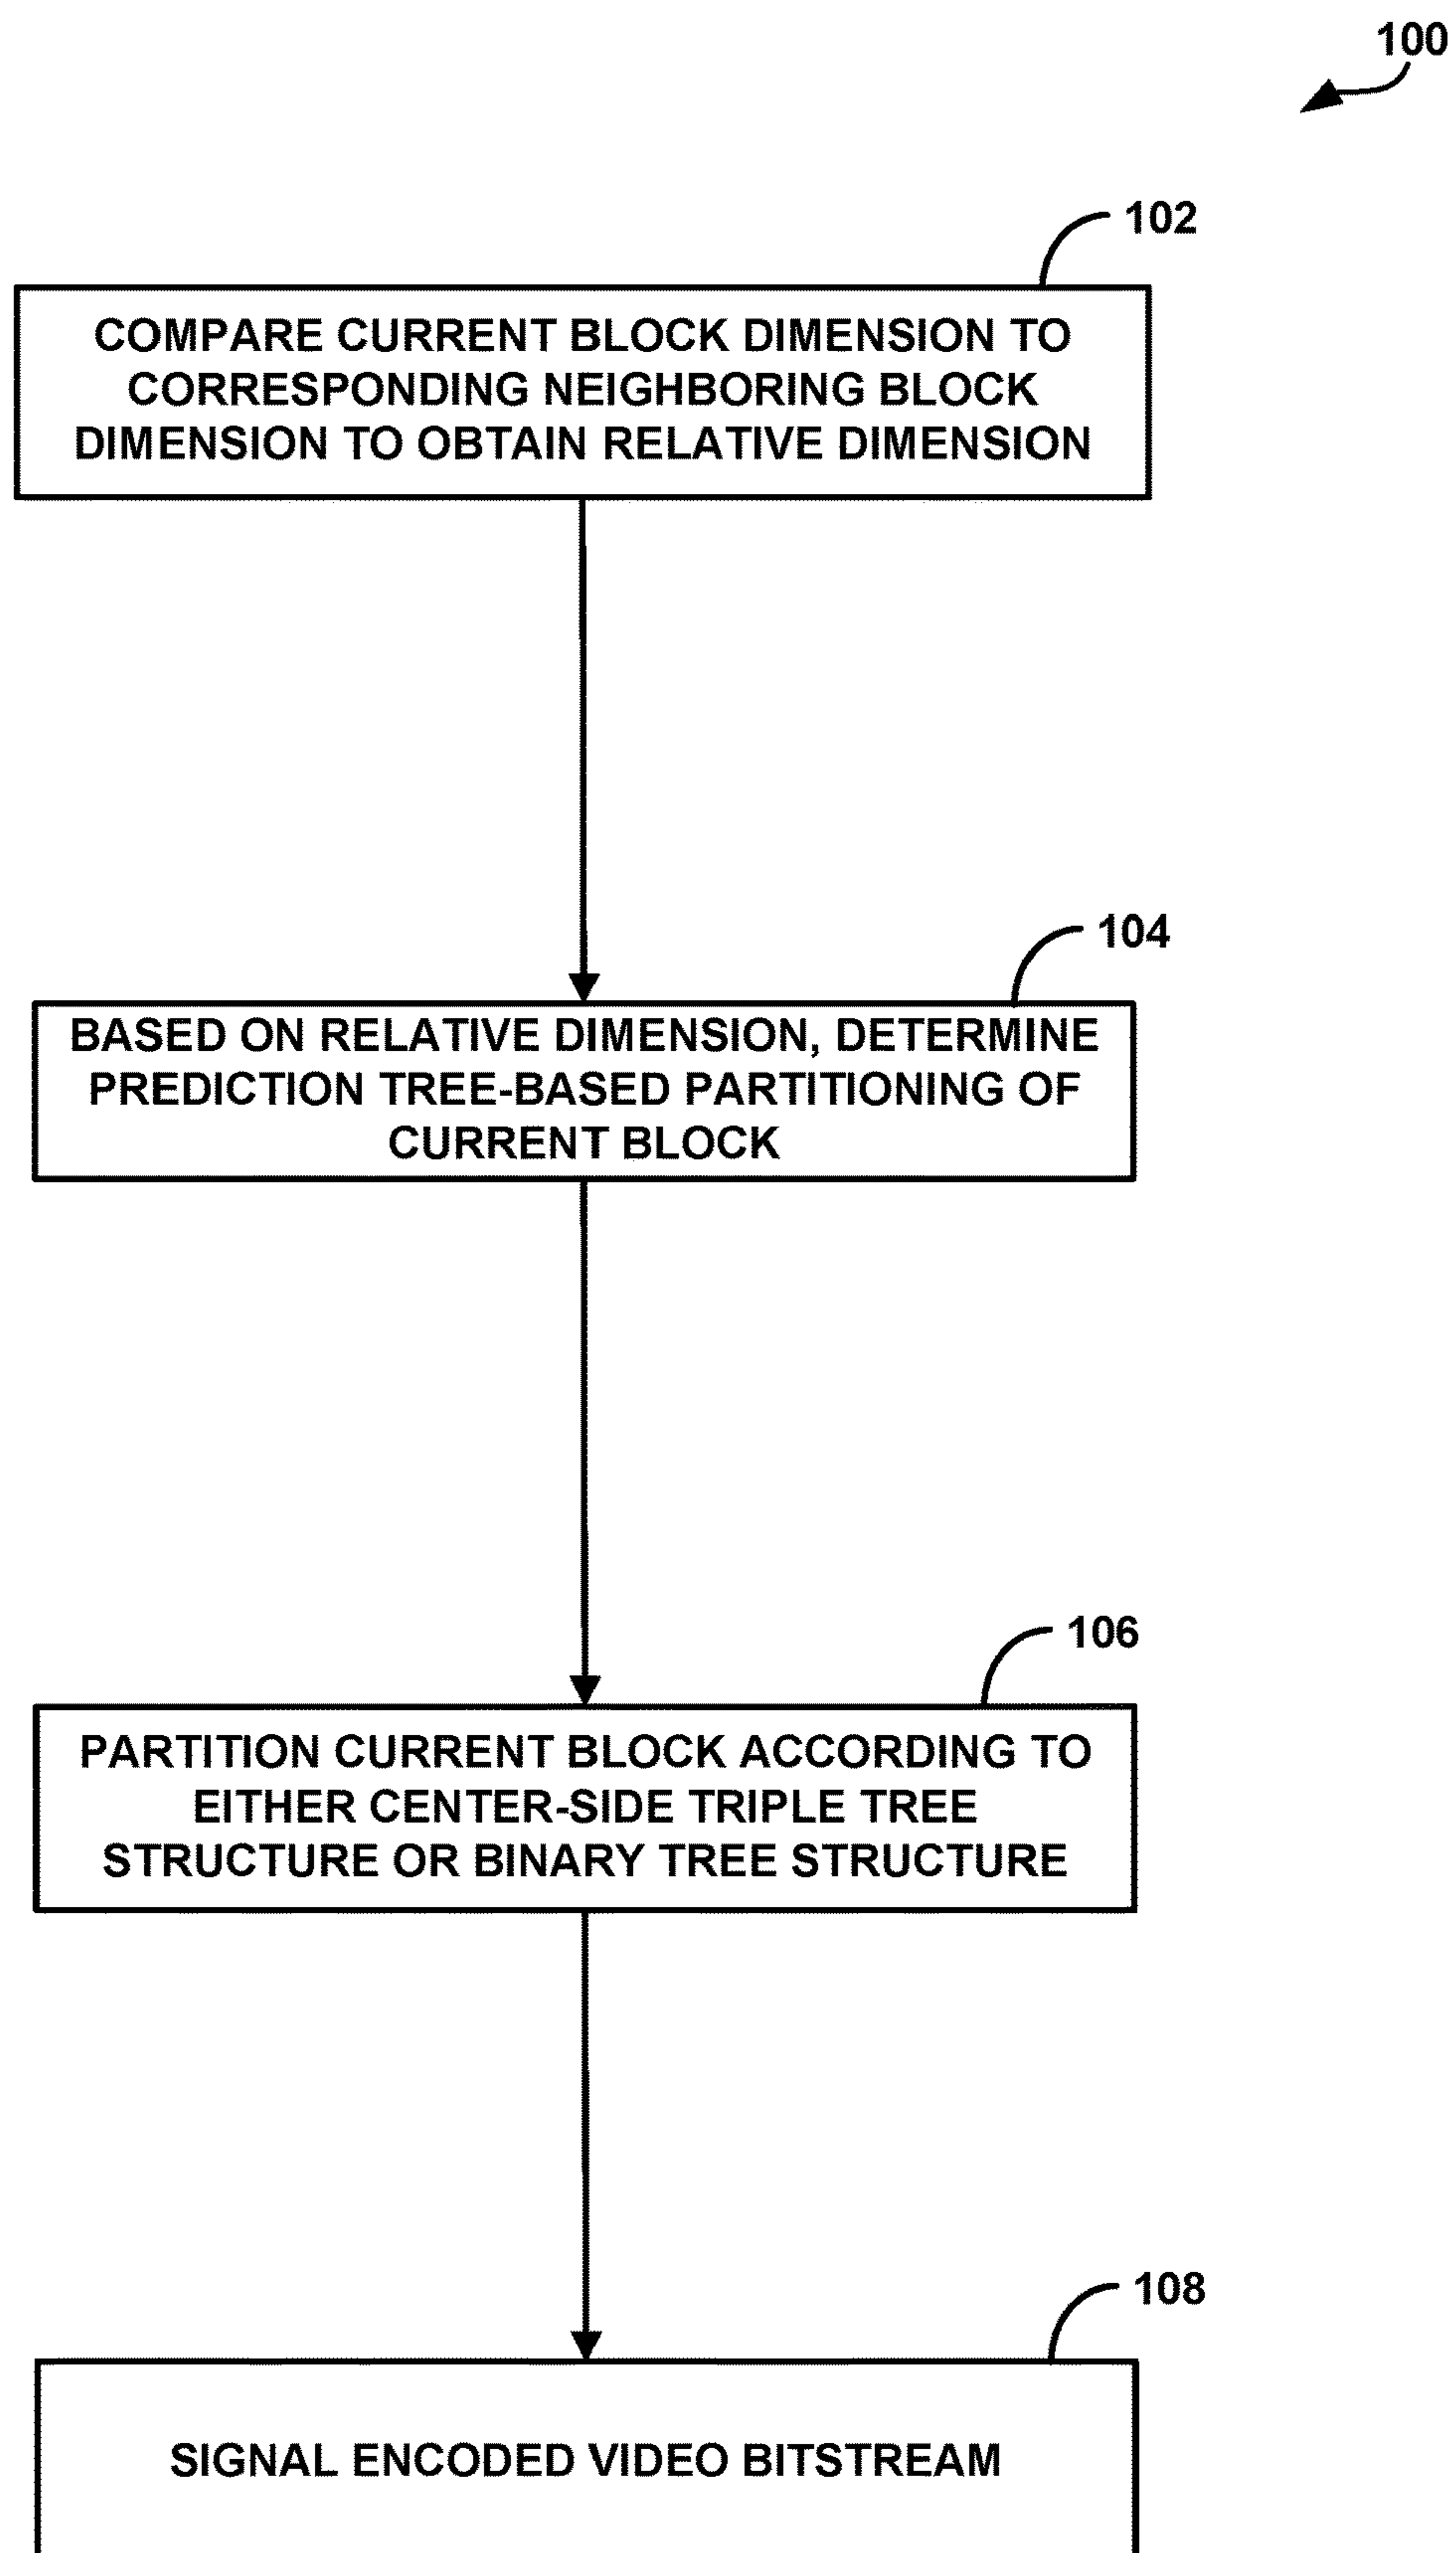 100
102
COMPARE CURRENT BLOCK DIMENSION TO
CORRESPONDING NEIGHBORING BLOCK
DIMENSION TO OBTAIN RELATIVE DIMENSION
104
BASED ON RELATIVE DIMENSION, DETERMINE
PREDICTION TREE-BASED PARTITIONING OF
CURRENT BLOCK
106
PARTITION CURRENT BLOCK ACCORDING TO
EITHER CENTER-SIDE TRIPLE TREE
STRUCTURE OR BINARY TREE STRUCTURE
108
SIGNAL ENCODED VIDEO BITSTREAM